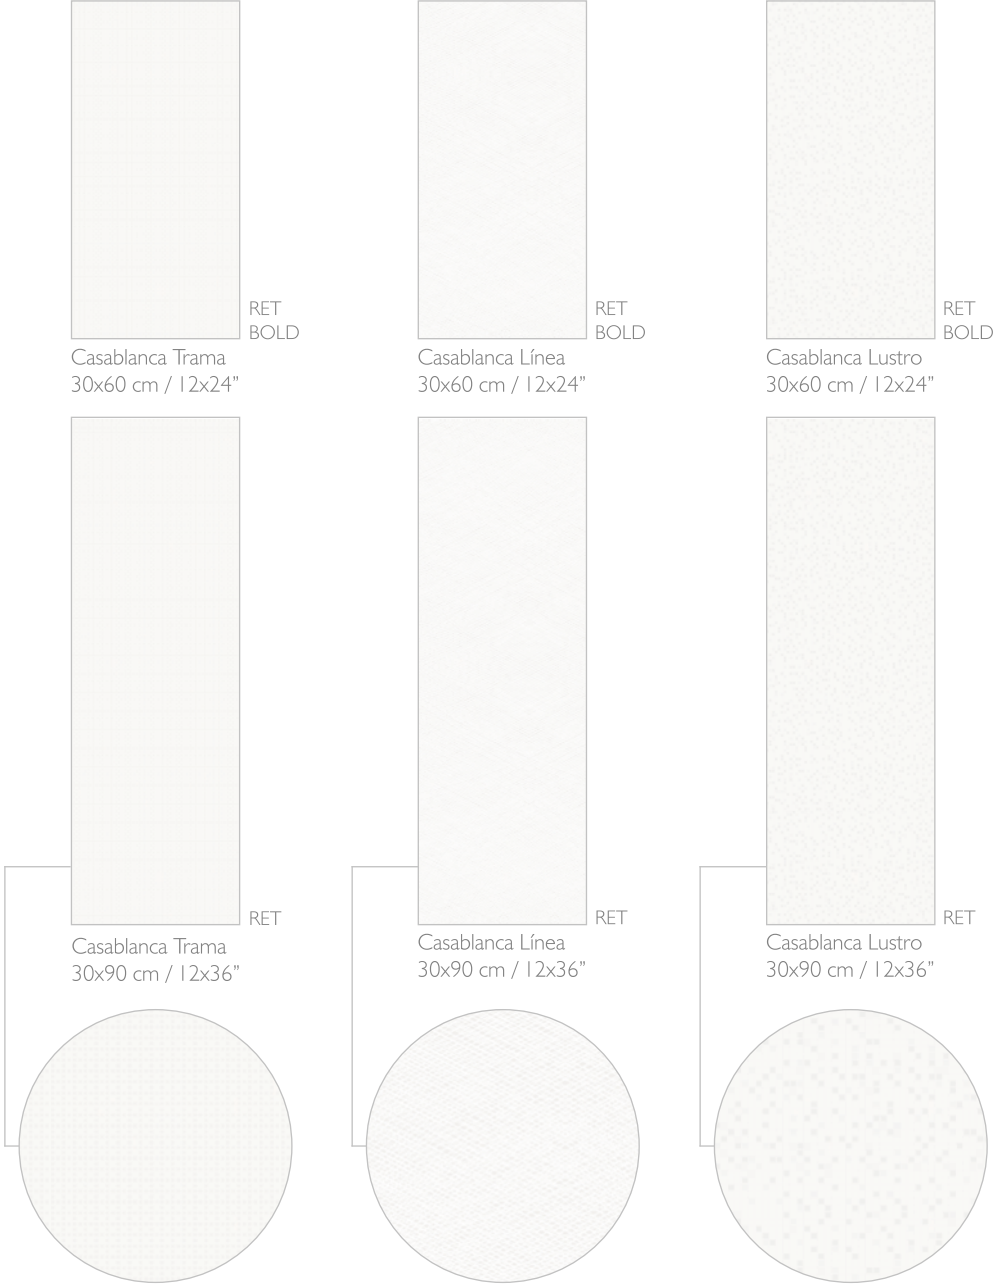 RET
BOLD
Casablanca Trama
30x60 cm / 12x24”
RET
BOLD
Casablanca Línea
30x60 cm / 12x24”
RET
BOLD
Casablanca Lustro
30x60 cm / 12x24”
RET
Casablanca Trama
30x90 cm / 12x36”
RET
Casablanca Línea
30x90 cm / 12x36”
RET
Casablanca Lustro
30x90 cm / 12x36”